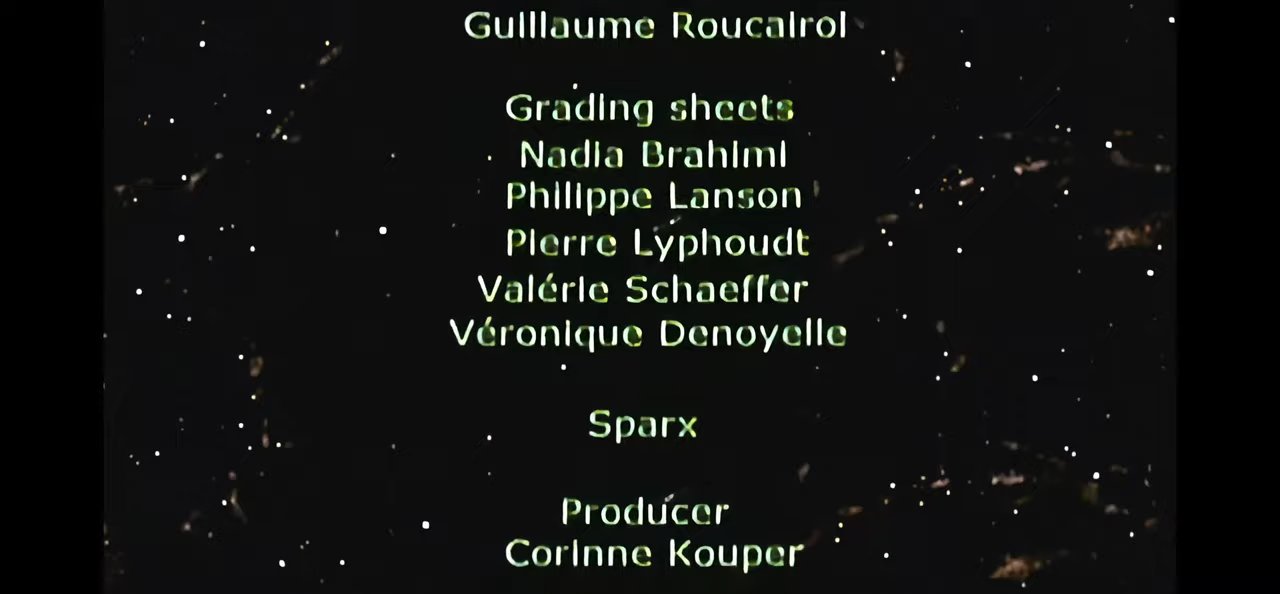 Guillaume Roucairol
Grading sheets
Nadia Brahimi
Philippe Lanson
Pierre Lyphoudt
Valérie Schaeffer
Véronique Denoyelle
Sparx
Producer
Corinne Kouper